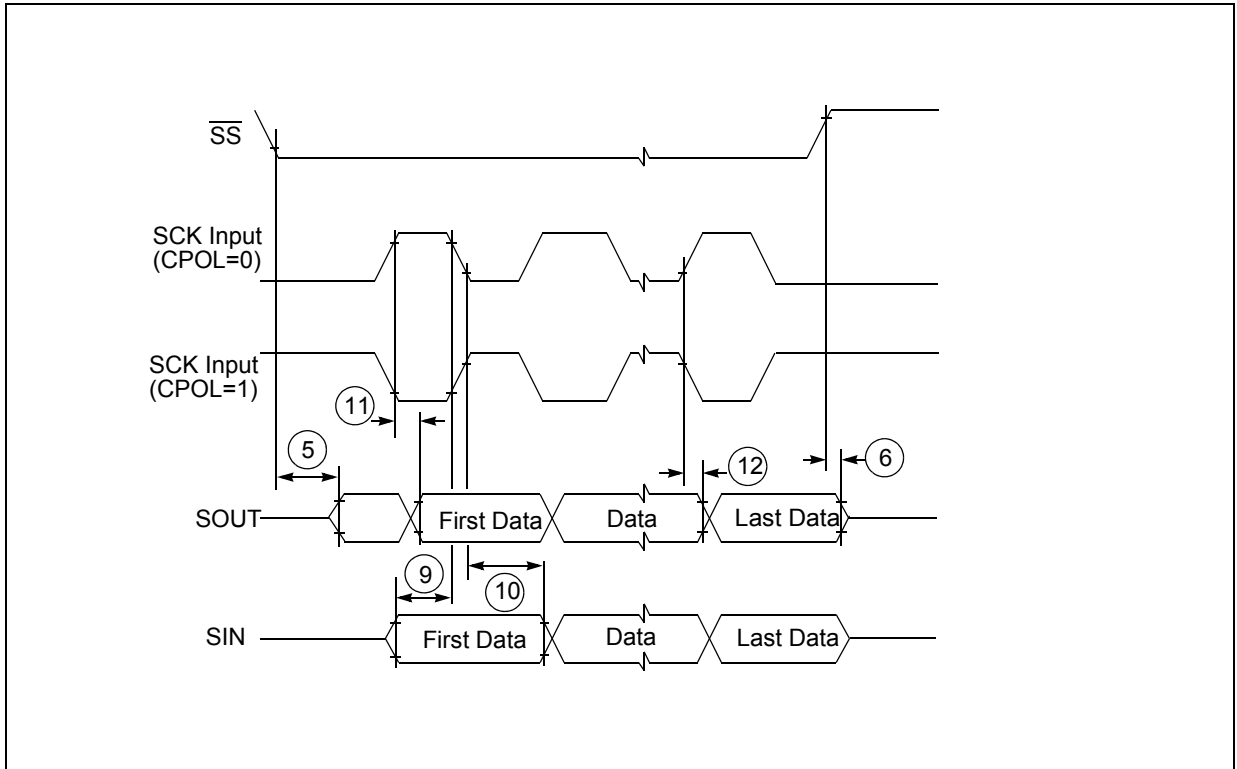 SS
SCK Input
(CPOL=0)
SCK Input
(CPOL=1)
11
5
12
6
SOUT
First Data
Data
Last Data
9
10
SIN
First Data
Data
Last Data